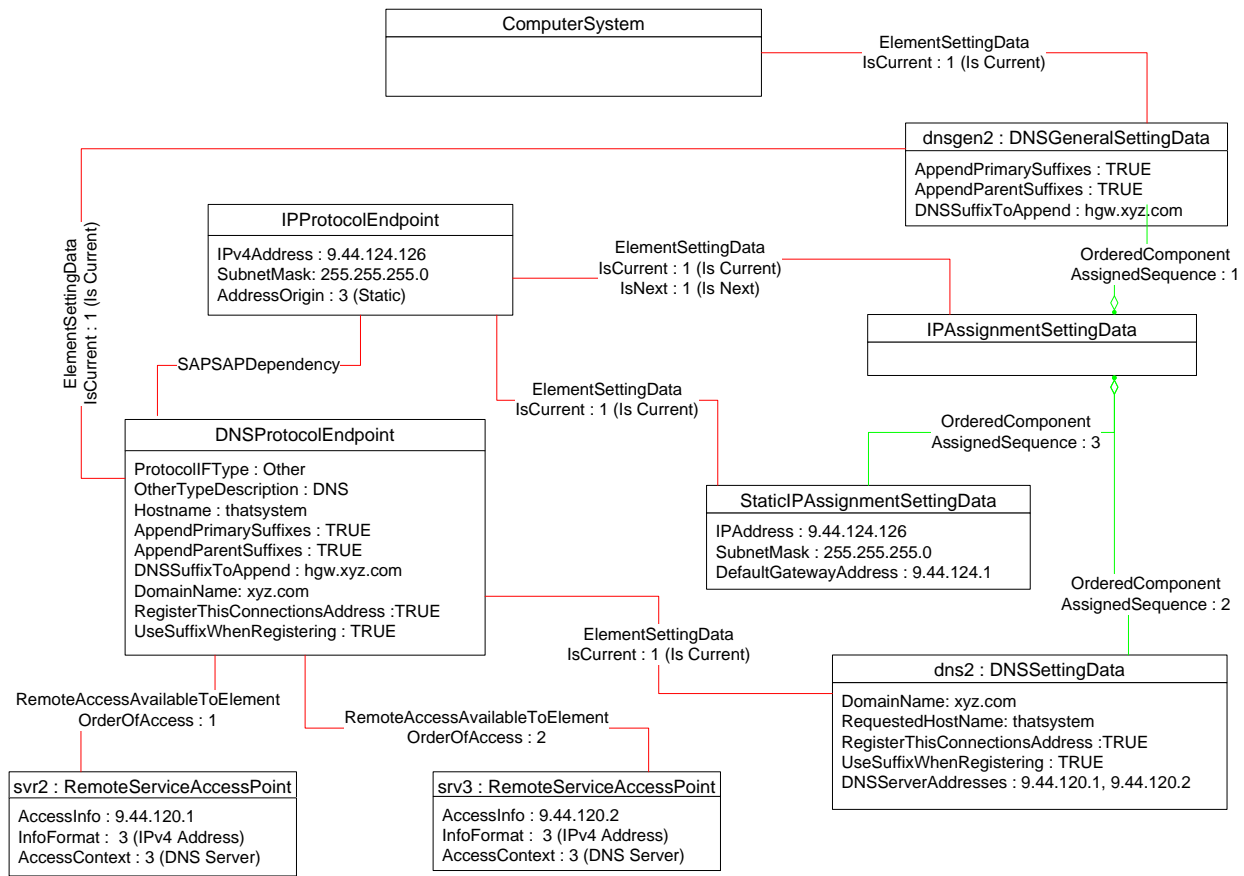 ComputerSystem
ElementSettingData
IsCurrent : 1 (Is Current)
dnsgen2 : DNSGeneralSettingData
AppendPrimarySuffixes : TRUE
AppendParentSuffixes : TRUE
DNSSuffixToAppend : hgw.xyz.com
ElementSettingData
IsCurrent : 1 (Is Current)
IPProtocolEndpoint
IPv4Address : 9.44.124.126
SubnetMask: 255.255.255.0
AddressOrigin : 3 (Static)
ElementSettingData
IsCurrent : 1 (Is Current)
IsNext : 1 (Is Next)
OrderedComponent
AssignedSequence : 1
IPAssignmentSettingData
SAPSAPDependency
ElementSettingData
IsCurrent : 1 (Is Current)
OrderedComponent
AssignedSequence : 3
DNSProtocolEndpoint
ProtocolIFType : Other
OtherTypeDescription : DNS
Hostname : thatsystem
AppendPrimarySuffixes : TRUE
AppendParentSuffixes : TRUE
DNSSuffixToAppend : hgw.xyz.com
DomainName: xyz.com
RegisterThisConnectionsAddress :TRUE
UseSuffixWhenRegistering : TRUE
StaticIPAssignmentSettingData
IPAddress : 9.44.124.126
SubnetMask : 255.255.255.0
DefaultGatewayAddress : 9.44.124.1
OrderedComponent
AssignedSequence : 2
ElementSettingData
IsCurrent : 1 (Is Current)
dns2 : DNSSettingData
DomainName: xyz.com
RequestedHostName: thatsystem
RegisterThisConnectionsAddress :TRUE
UseSuffixWhenRegistering : TRUE
DNSServerAddresses : 9.44.120.1, 9.44.120.2
RemoteAccessAvailableToElement
OrderOfAccess : 1
RemoteAccessAvailableToElement
OrderOfAccess : 2
svr2 : RemoteServiceAccessPoint
AccessInfo : 9.44.120.1
InfoFormat :  3 (IPv4 Address)
AccessContext : 3 (DNS Server)
srv3 : RemoteServiceAccessPoint
AccessInfo : 9.44.120.2
InfoFormat :  3 (IPv4 Address)
AccessContext : 3 (DNS Server)